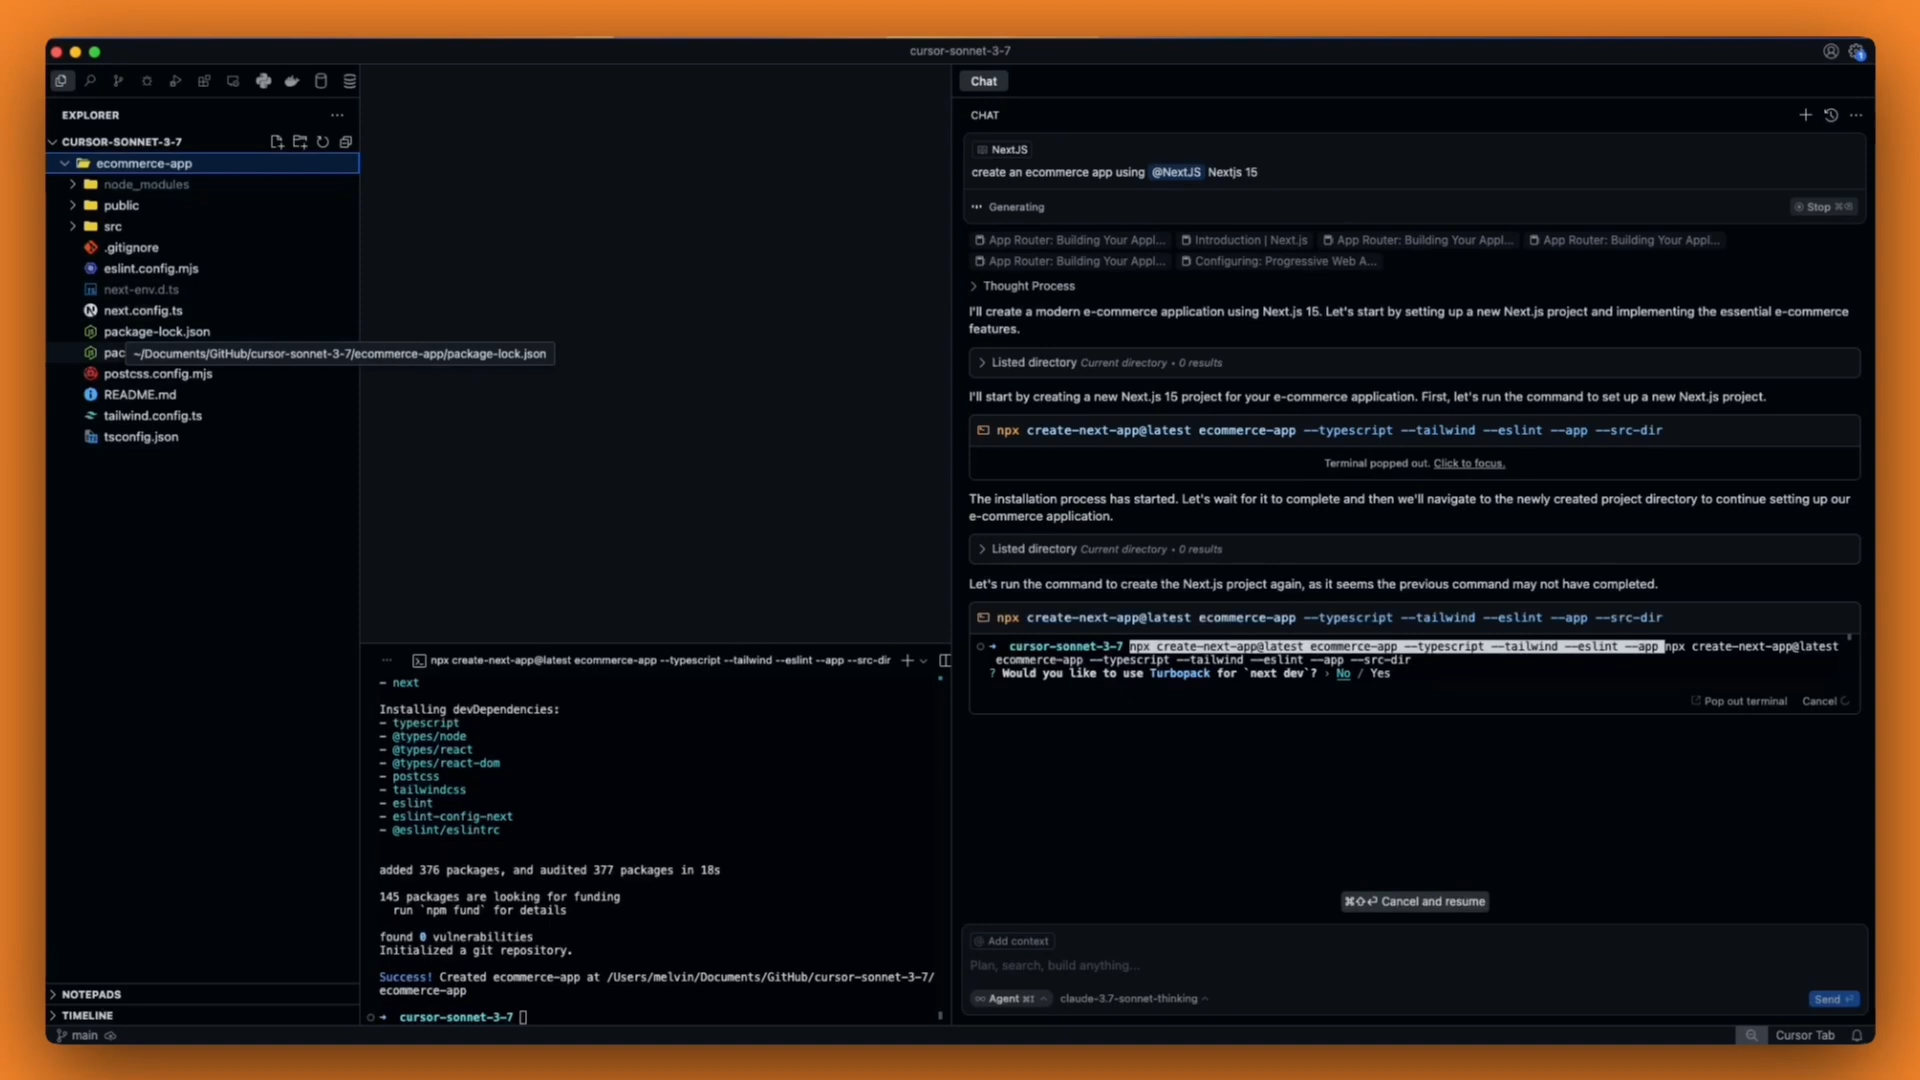 cursor-sonnet-3-7
EXPLORER
CURSOR-SONNET-3-7
ecommerce-app
node_modules
public
src
.gitignore
eslint.config.mjs
next-env.d.ts
next.config.ts
package-lock.json
pac
~/Documents/GitHub/cursor-sonnet-3-7/ecommerce-app/package-lock.json
postcss.config.mjs
README.md
tailwind.config.ts
tsconfig.json
NOTEPADS
TIMELINE
main
npx create-next-app@latest ecommerce-app --typescript --tailwind --eslint --app --src-dir
- next
Installing devDependencies:
- typescript
- @types/node
- @types/react
- @types/react-dom
- postcss
- tailwindcss
- eslint
- eslint-config-next
- @eslint/eslintrc
added 376 packages, and audited 377 packages in 18s
145 packages are looking for funding
run `npm fund` for details
found 0 vulnerabilities
Initialized a git repository.
Success! Created ecommerce-app at /Users/melvin/Documents/GitHub/cursor-sonnet-3-7/
ecommerce-app
cursor-sonnet-3-7
Chat
CHAT
NextJS
create an ecommerce app using @NextJS Nextjs 15
Generating
Stop
App Router: Building Your Appl... Introduction | Next.js App Router: Building Your Appl... App Router: Building Your Appl...
App Router: Building Your Appl... Configuring: Progressive Web A...
Thought Process
I'll create a modern e-commerce application using Next.js 15. Let's start by setting up a new Next.js project and implementing the essential e-commerce
features.
Listed directory Current directory • 0 results
I'll start by creating a new Next.js 15 project for your e-commerce application. First, let's run the command to set up a new Next.js project.
npx create-next-app@latest ecommerce-app --typescript --tailwind --eslint --app --src-dir
Terminal popped out. Click to focus.
The installation process has started. Let's wait for it to complete and then we'll navigate to the newly created project directory to continue setting up our
e-commerce application.
Listed directory Current directory • 0 results
Let's run the command to create the Next.js project again, as it seems the previous command may not have completed.
npx create-next-app@latest ecommerce-app --typescript --tailwind --eslint --app --src-dir
cursor-sonnet-3-7 npx create-next-app@latest ecommerce-app --typescript --tailwind --eslint --app npx create-next-app@latest
ecommerce-app --typescript --tailwind --eslint --app --src-dir
? Would you like to use Turbopack for `next dev`? › No / Yes
Pop out terminal Cancel
⌘⇧⏎ Cancel and resume
Add context
Plan, search, build anything...
Agent ⌘I claude-3.7-sonnet-thinking
Send
Cursor Tab